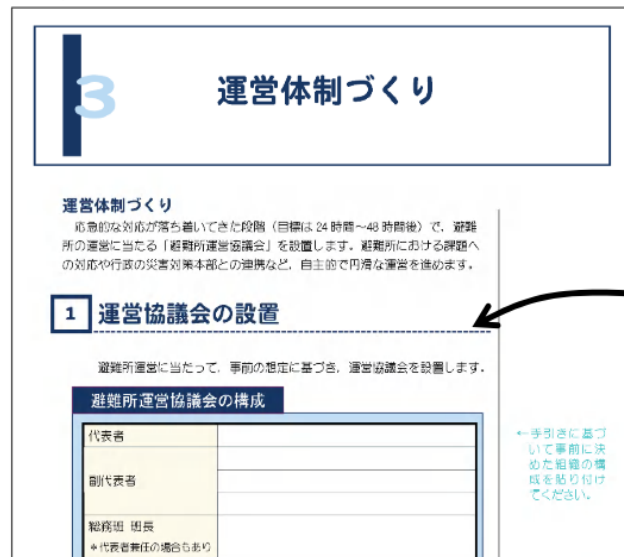 3 運営体制づくり
運営体制づくり
応急的な対応が落ち着いてきた段階（目標は24時間～48時間後）で、避難
所の運営に当たる「避難所運営協議会」を設置します。避難所における課題へ
の対応や行政の災害対策本部との連携など、自主的で円滑な運営を進めます。
1 運営協議会の設置
避難所運営に当たって、事前の想定に基づき、運営協議会を設置します。
避難所運営協議会の構成
代表者
副代表者
総務班 班長
＊代表者兼任の場合もあり
←手引きに基づ
いて事前に決
めた組織の構
成を貼り付け
てください。